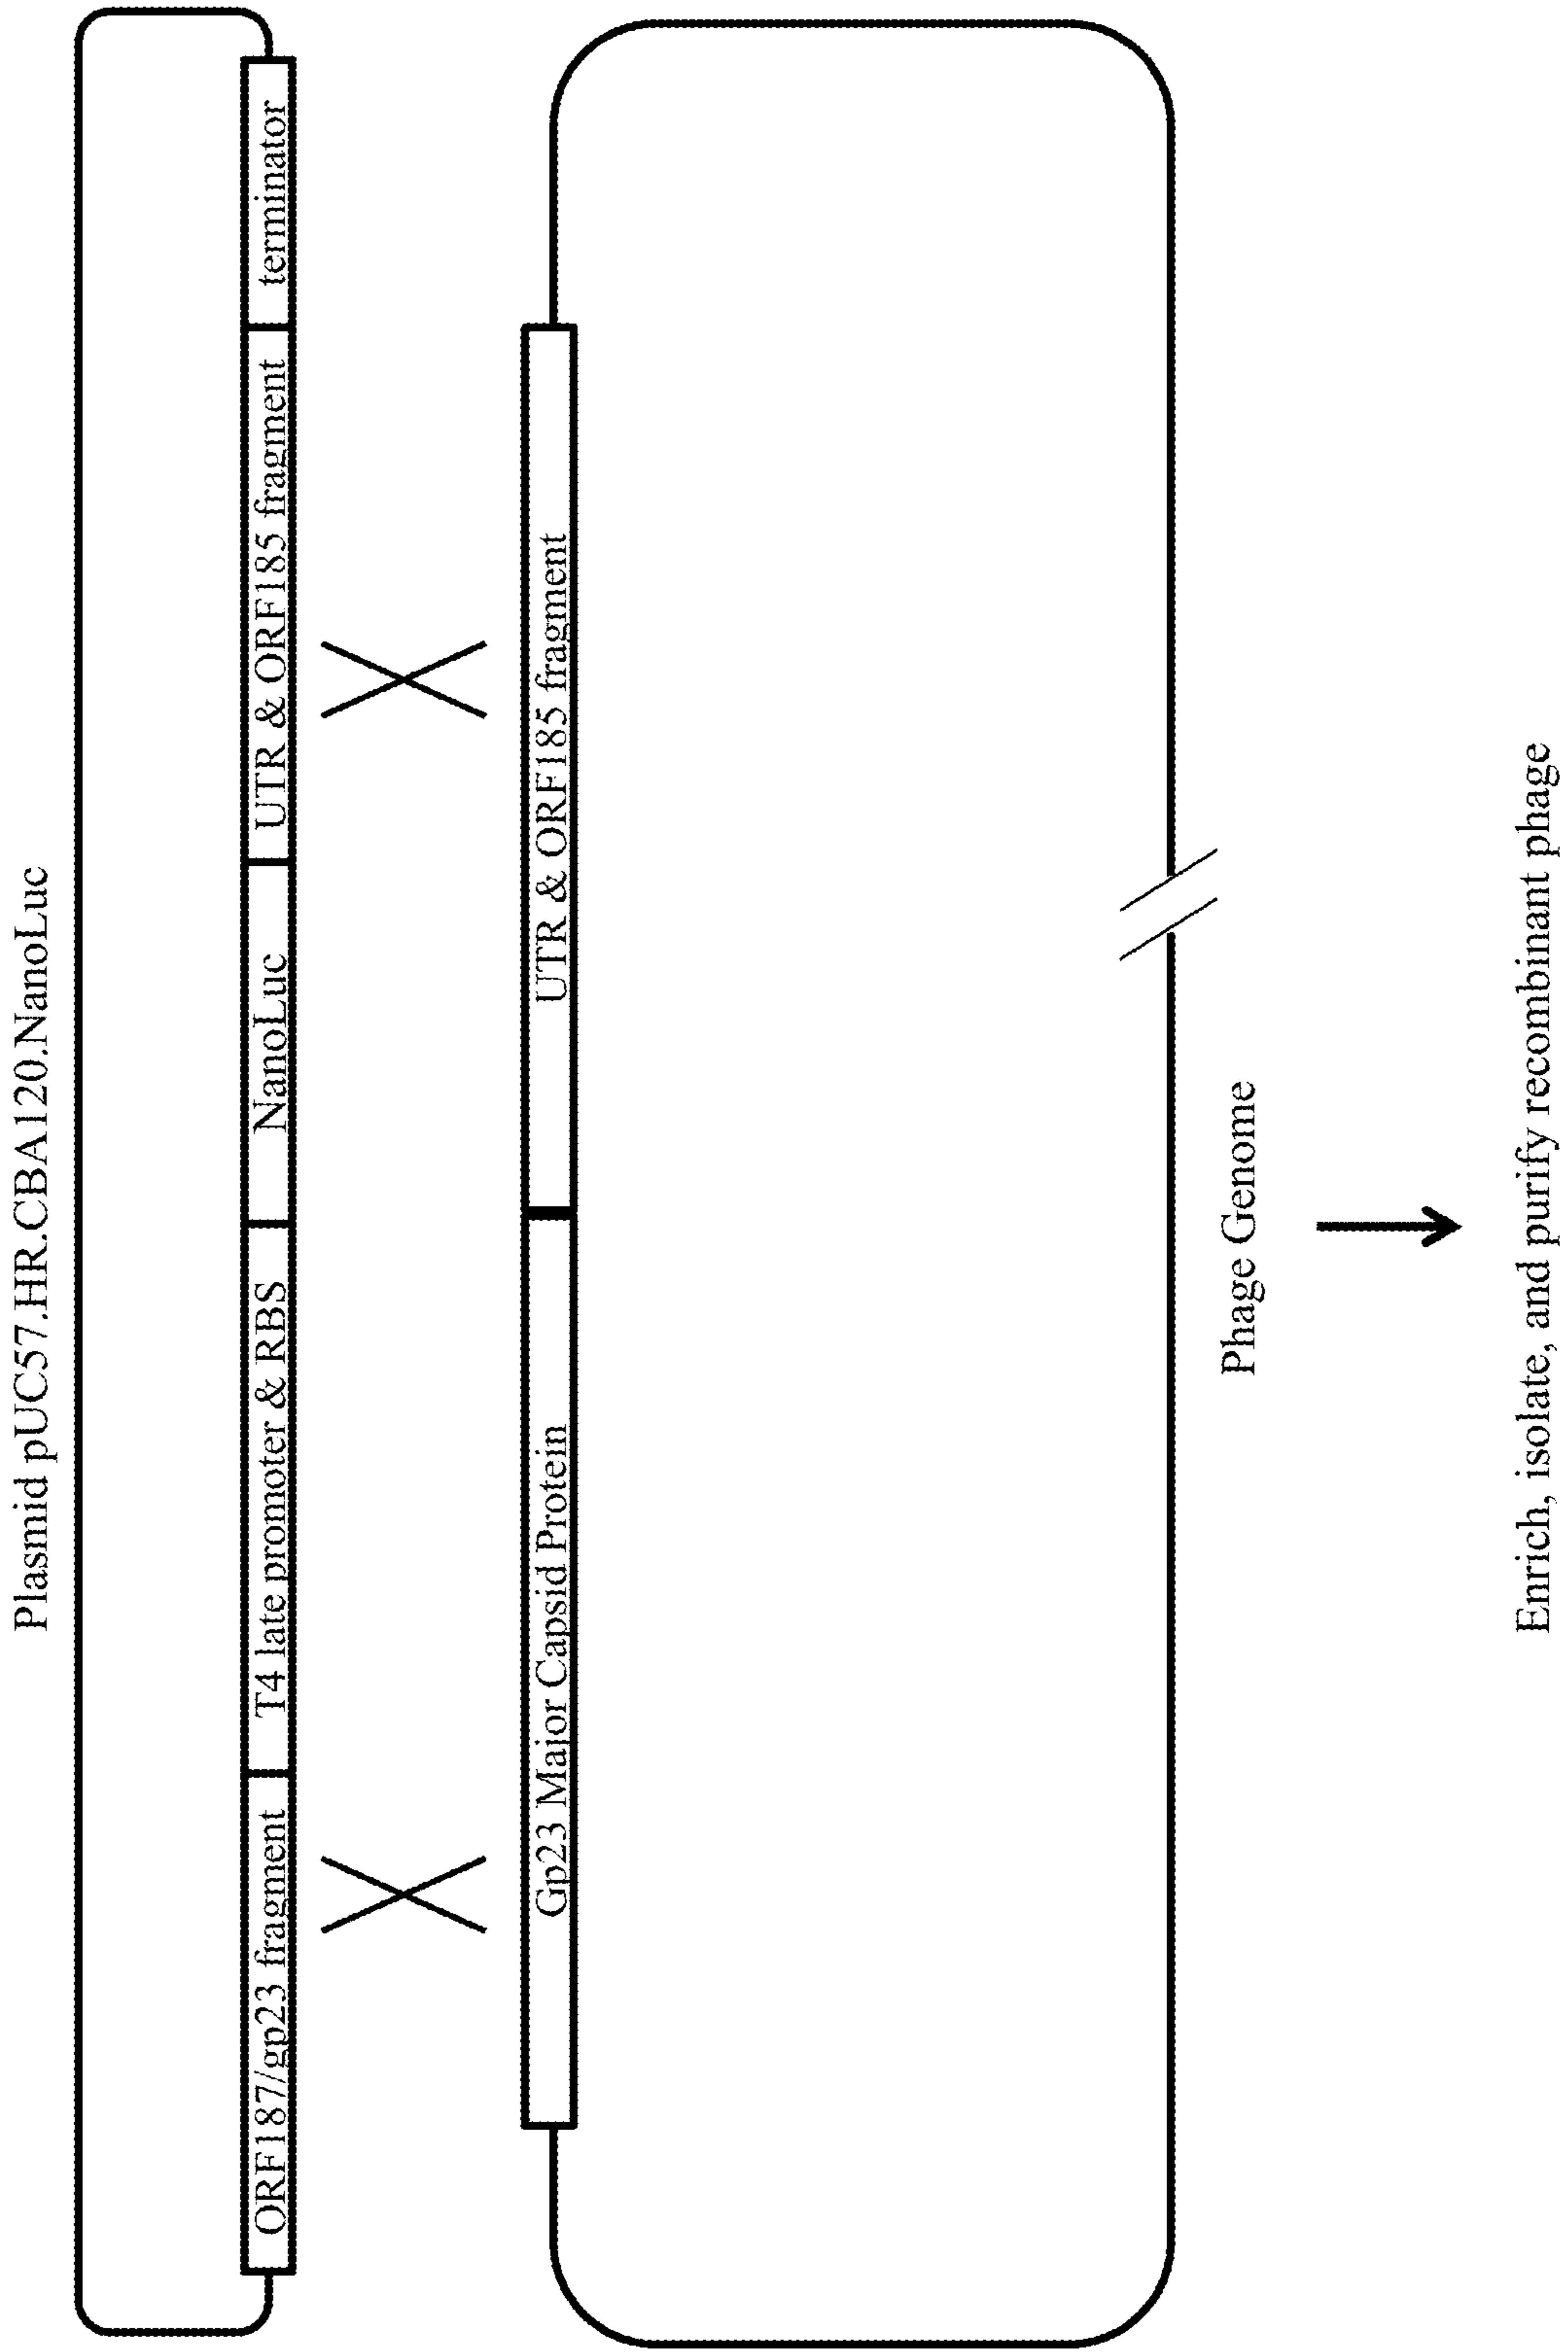 Plasmid pUC57.HR.CBA120.NanoLuc
ORF187/gp23 fragment
T4 late promoter & RBS
NanoLuc
UTR & ORF185 fragment
terminator
Gp23 Major Capsid Protein
UTR & ORF185 fragment
Phage Genome
Enrich, isolate, and purify recombinant phage